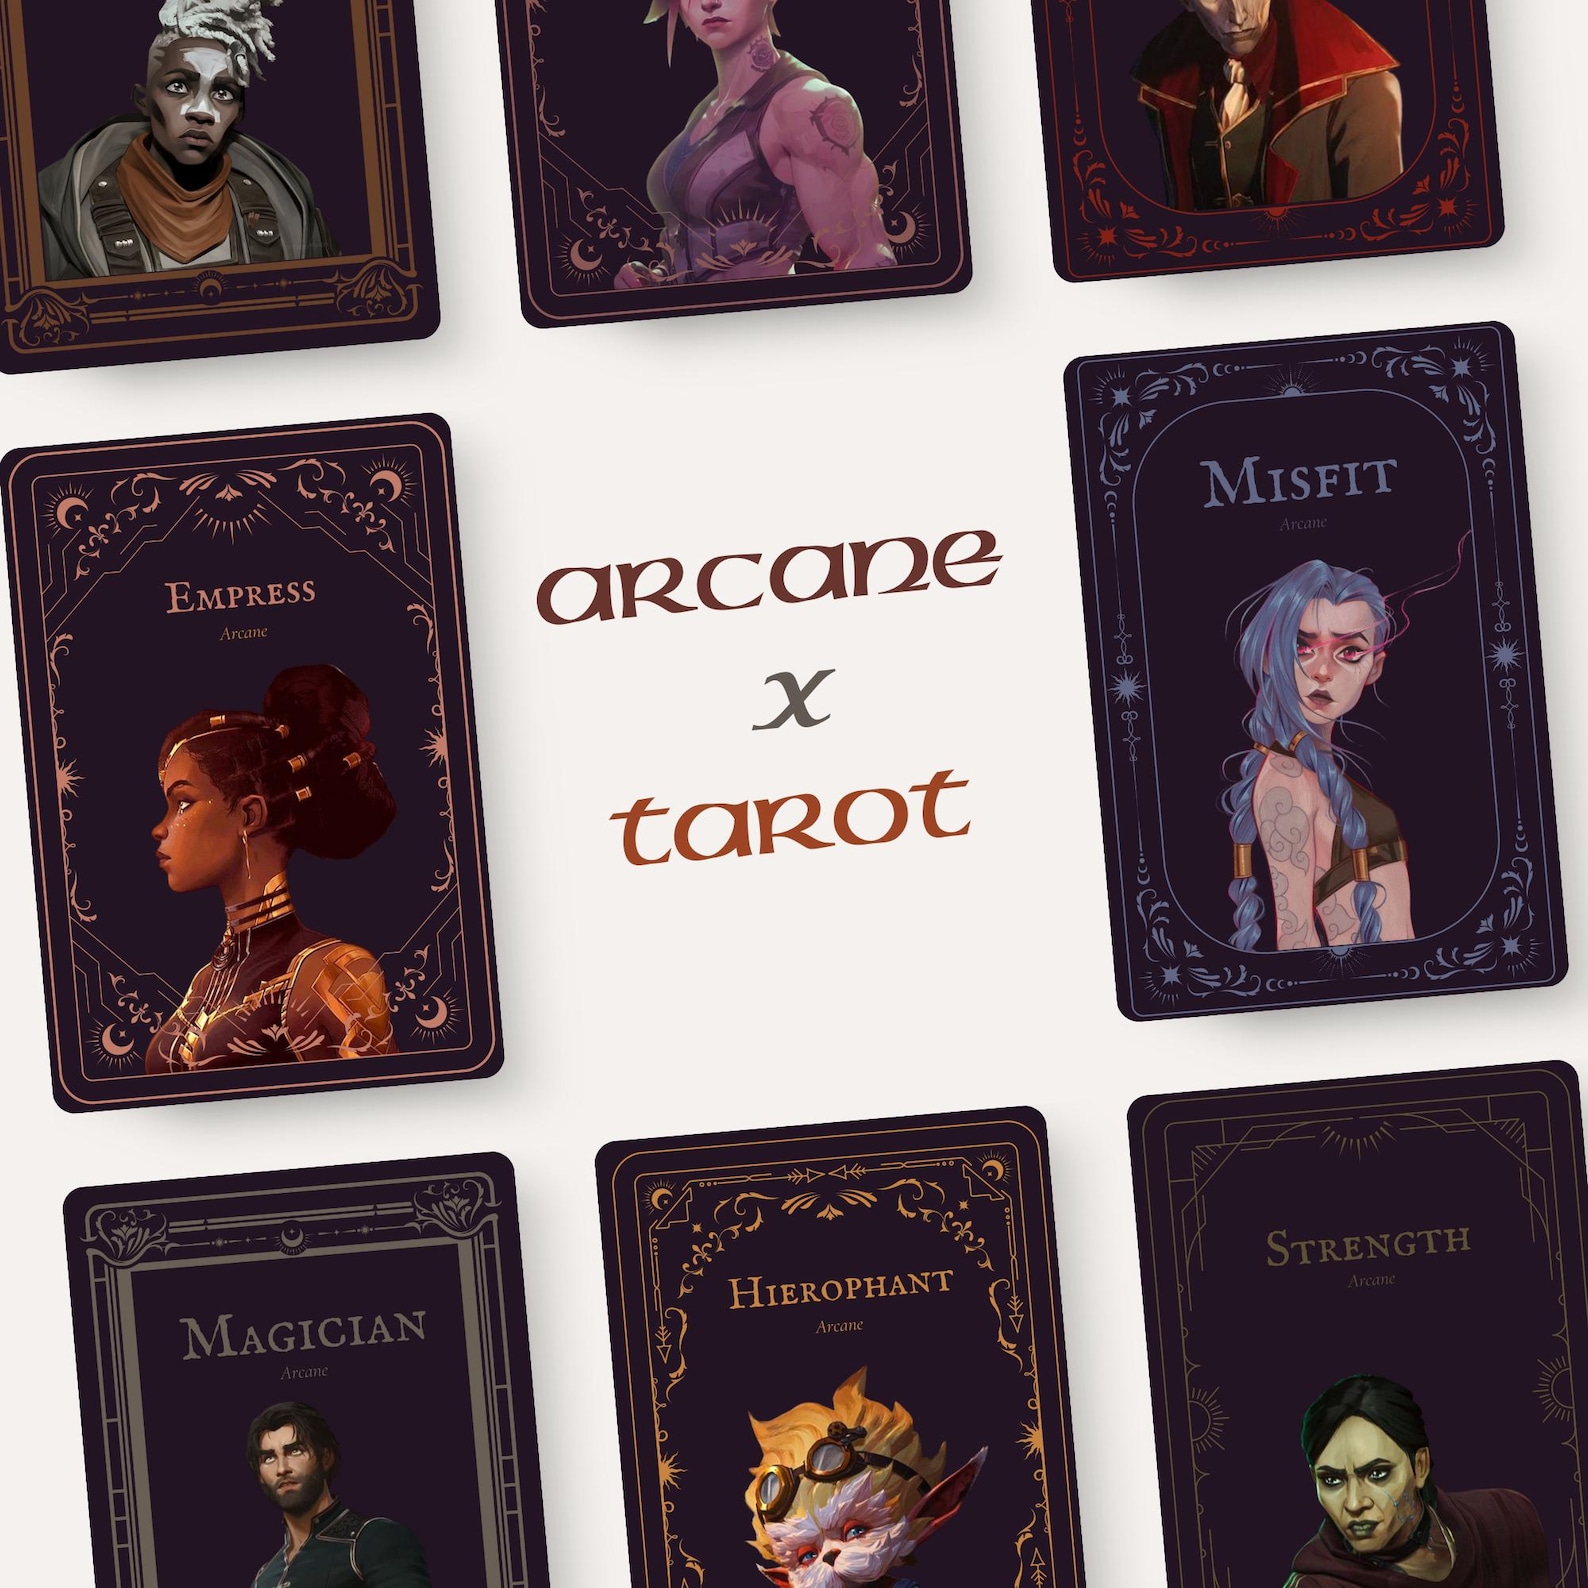 arcane
x
tarot
Empress
Arcane
Misfit
Arcane
Magician
Arcane
Hierophant
Arcane
Strength
Arcane